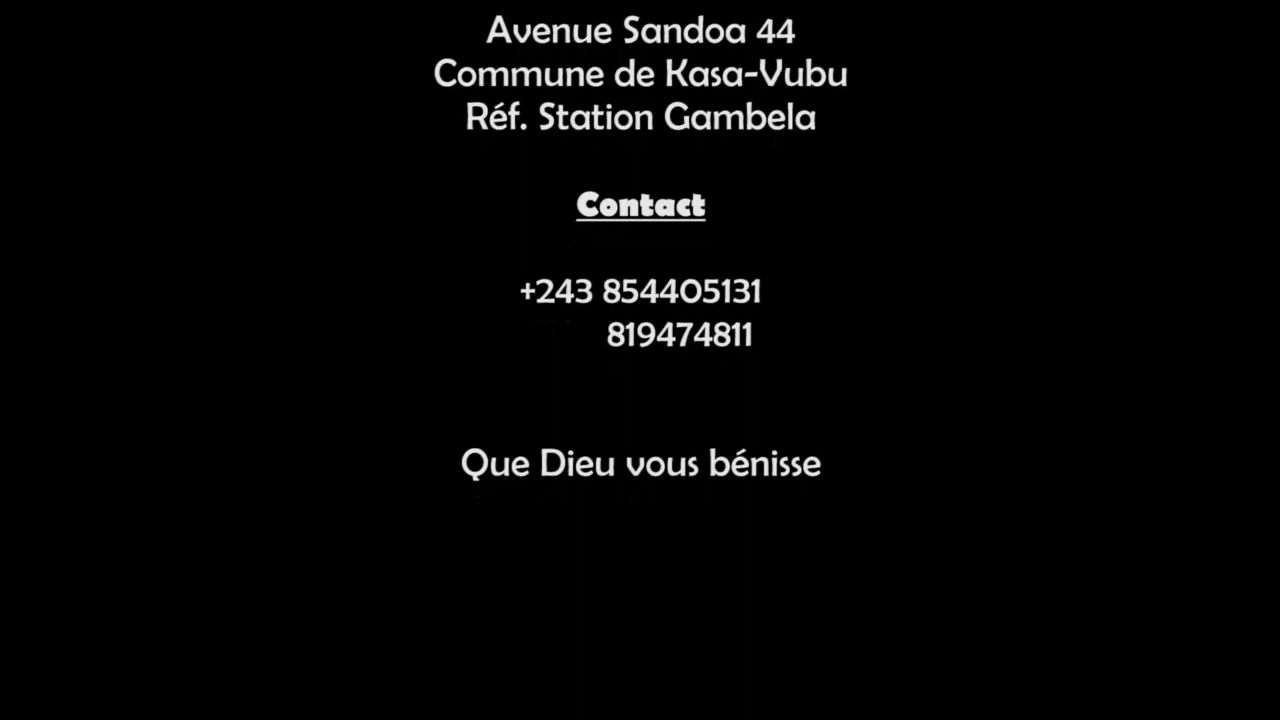 Avenue Sandoa 44
Commune de Kasa-Vubu
Réf. Station Gambela
Contact
+243 854405131
819474811
Que Dieu vous bénisse